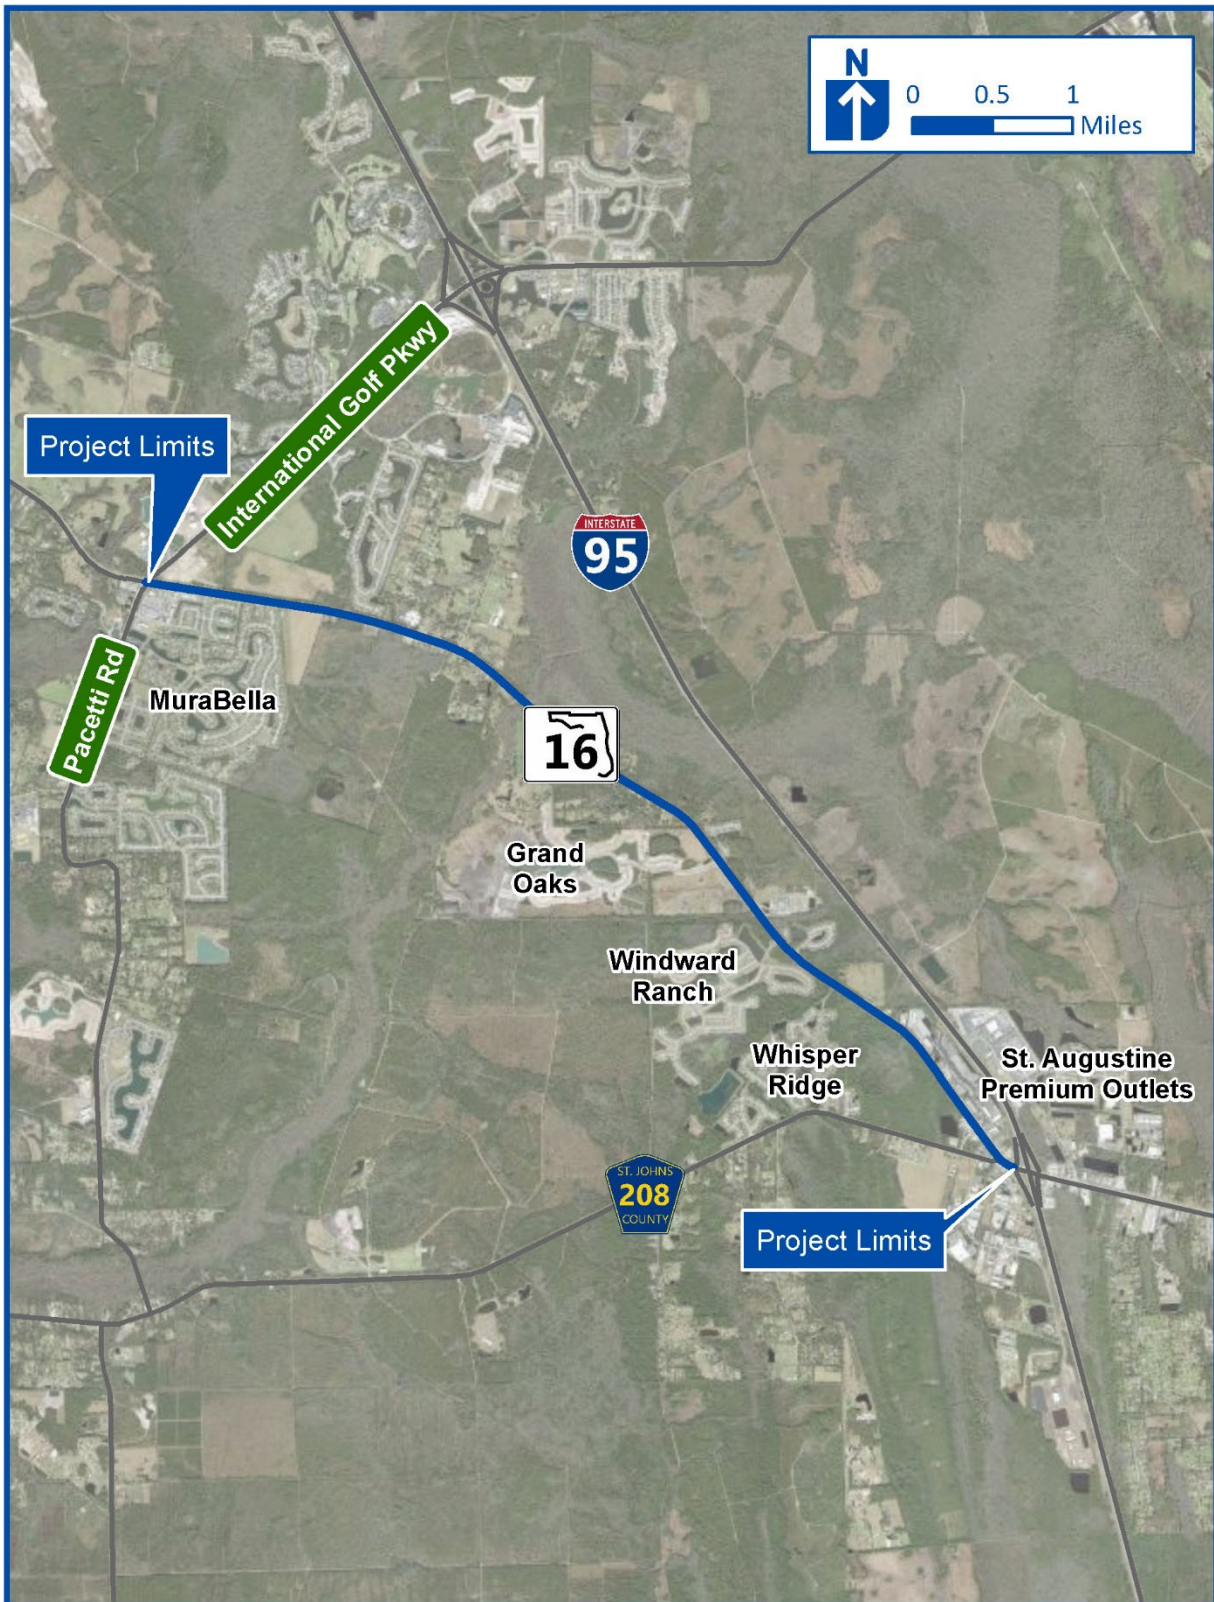 N
0 0.5 1
Miles
International Golf Pkwy
Project Limits
INTERSTATE
95
Pacetti Rd
MuraBella
16
Grand
Oaks
Windward
Ranch
Whisper
Ridge
St. Augustine
Premium Outlets
ST. JOHNS
208
COUNTY
Project Limits